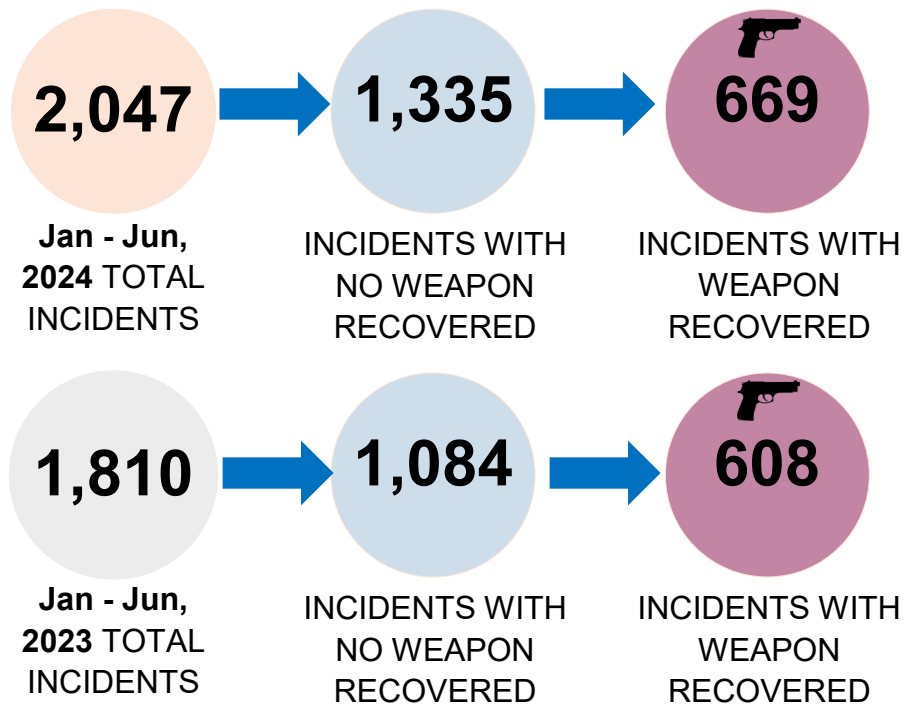 2,047
1,335
669
Jan - Jun,
2024 TOTAL
INCIDENTS
INCIDENTS WITH
NO WEAPON
RECOVERED
INCIDENTS WITH
WEAPON
RECOVERED
1,810
1,084
608
Jan - Jun,
2023 TOTAL
INCIDENTS
INCIDENTS WITH
NO WEAPON
RECOVERED
INCIDENTS WITH
WEAPON
RECOVERED